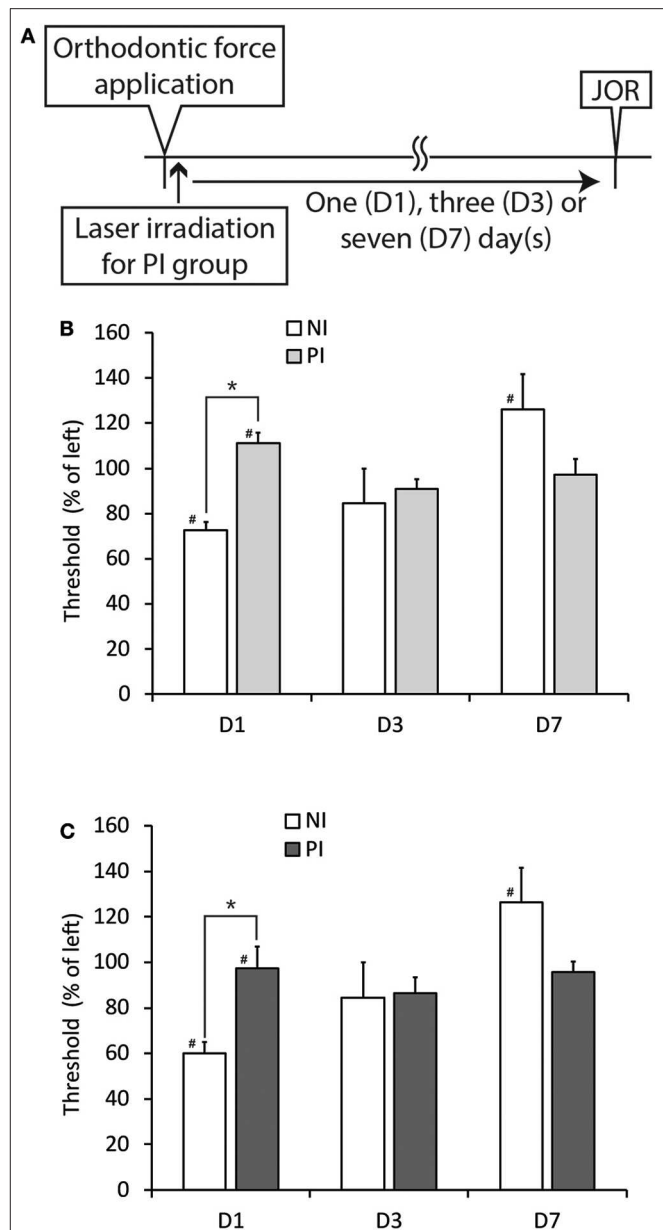 A
Orthodontic force
application
JOR
Laser irradiation
for PI group
One (D1), three (D3) or
seven (D7) day(s)
B
NI
PI
Threshold (% of left)
160
140
120
100
80
60
40
20
0
*
#
#
#
D1
D3
D7
C
NI
PI
Threshold (% of left)
160
140
120
100
80
60
40
20
0
*
#
#
#
D1
D3
D7